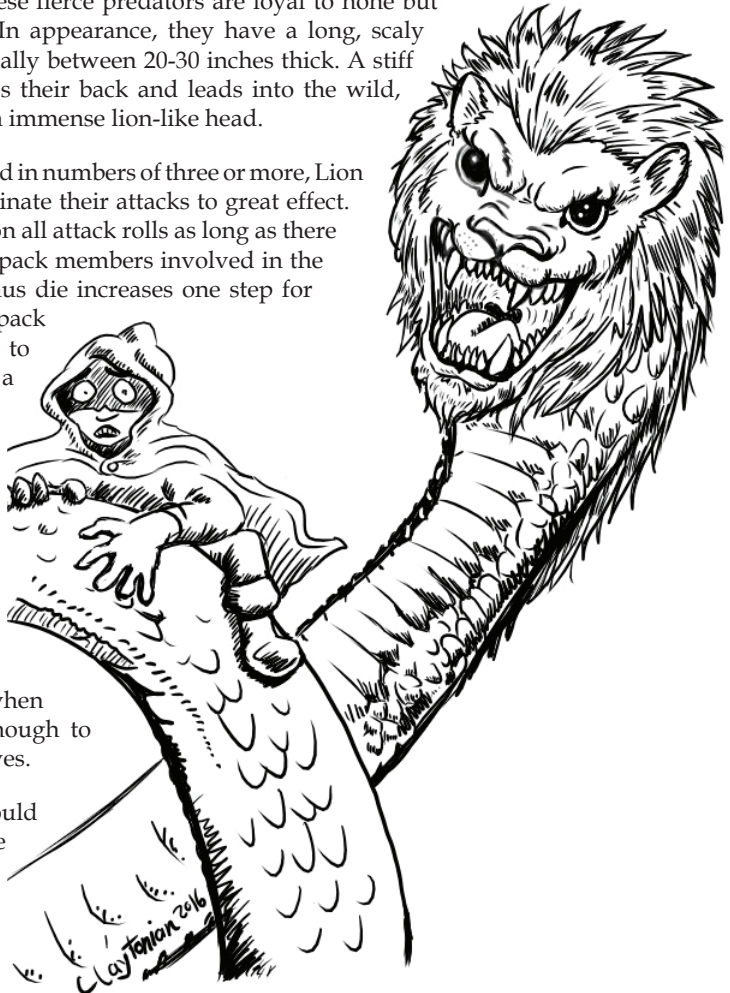 ese fierce predators are loyal to none but
In appearance, they have a long, scaly
ally between 20-30 inches thick. A stiff
s their back and leads into the wild,
immense lion-like head.
d in numbers of three or more, Lion
inate their attacks to great effect.
on all attack rolls as long as there
pack members involved in the
us die increases one step for
pack
to
a
when
nough to
ves.
ould
e
Claytonian 2016